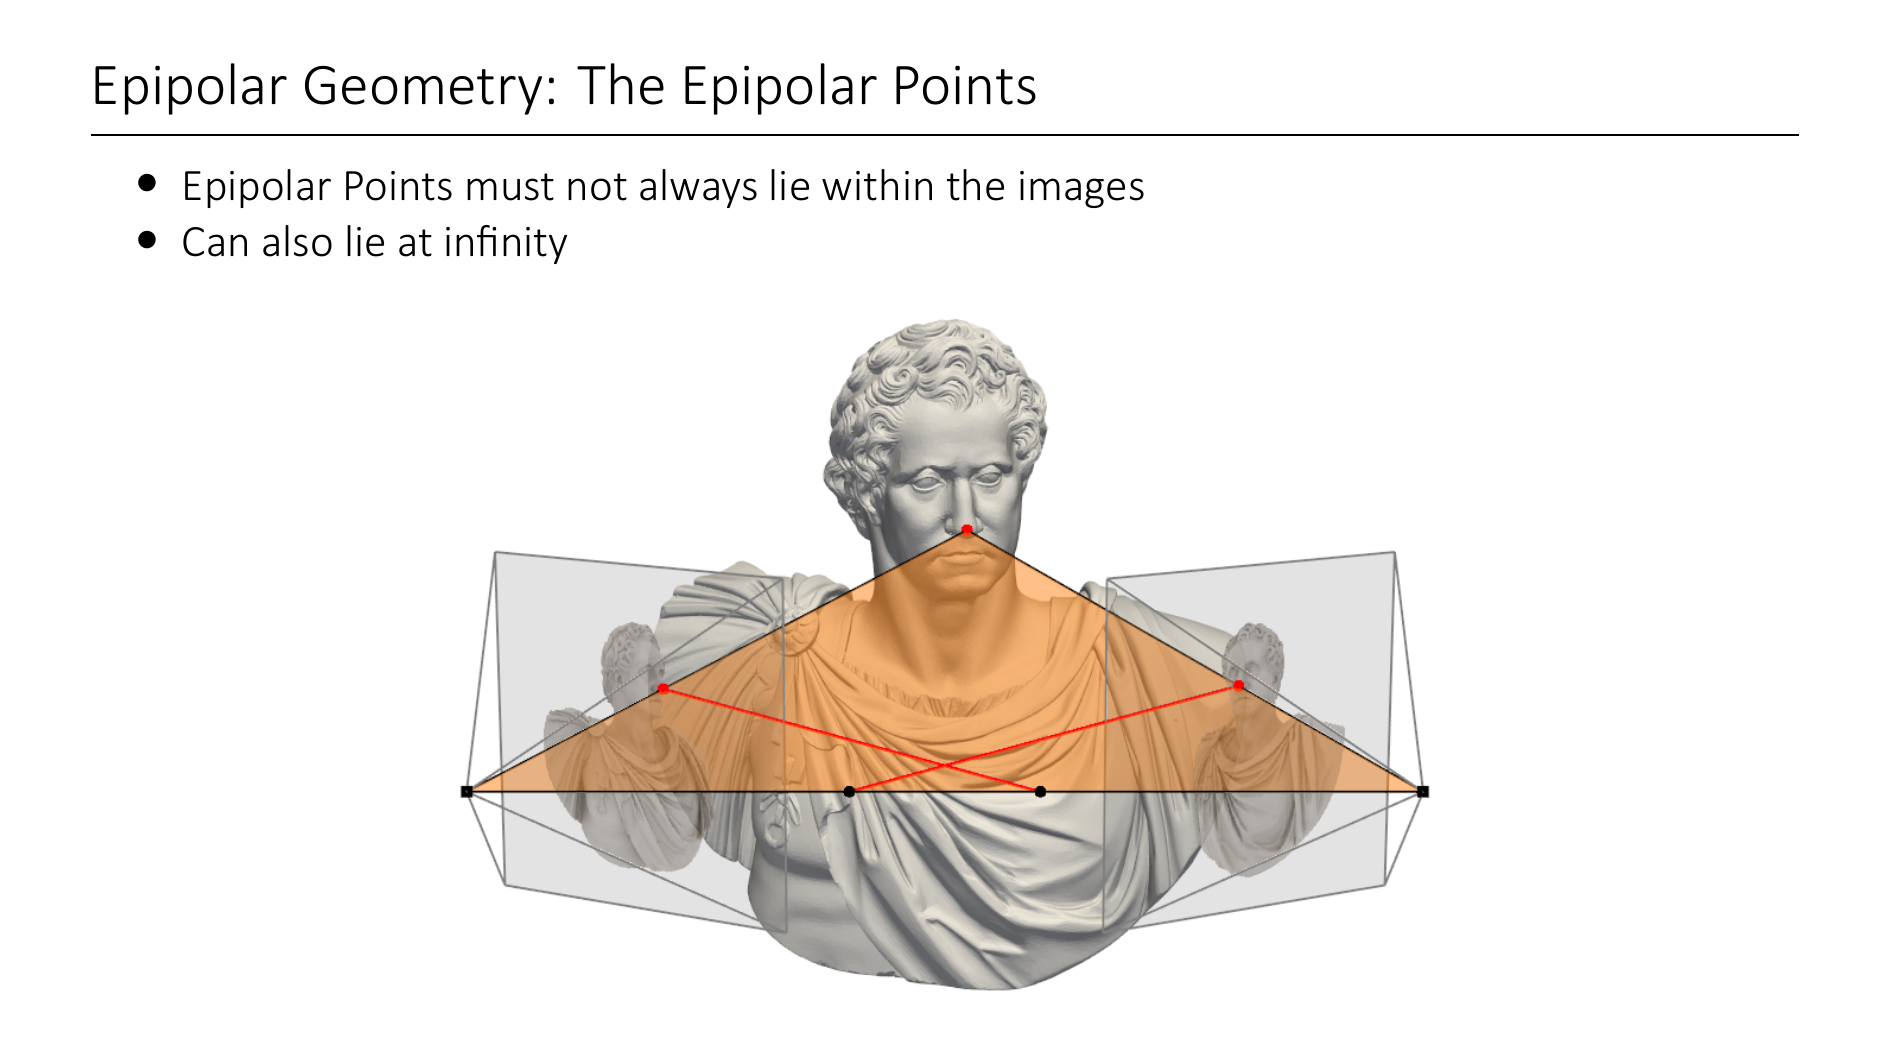 Epipolar Geometry: The Epipolar Points
● Epipolar Points must not always lie within the images
● Can also lie at infinity